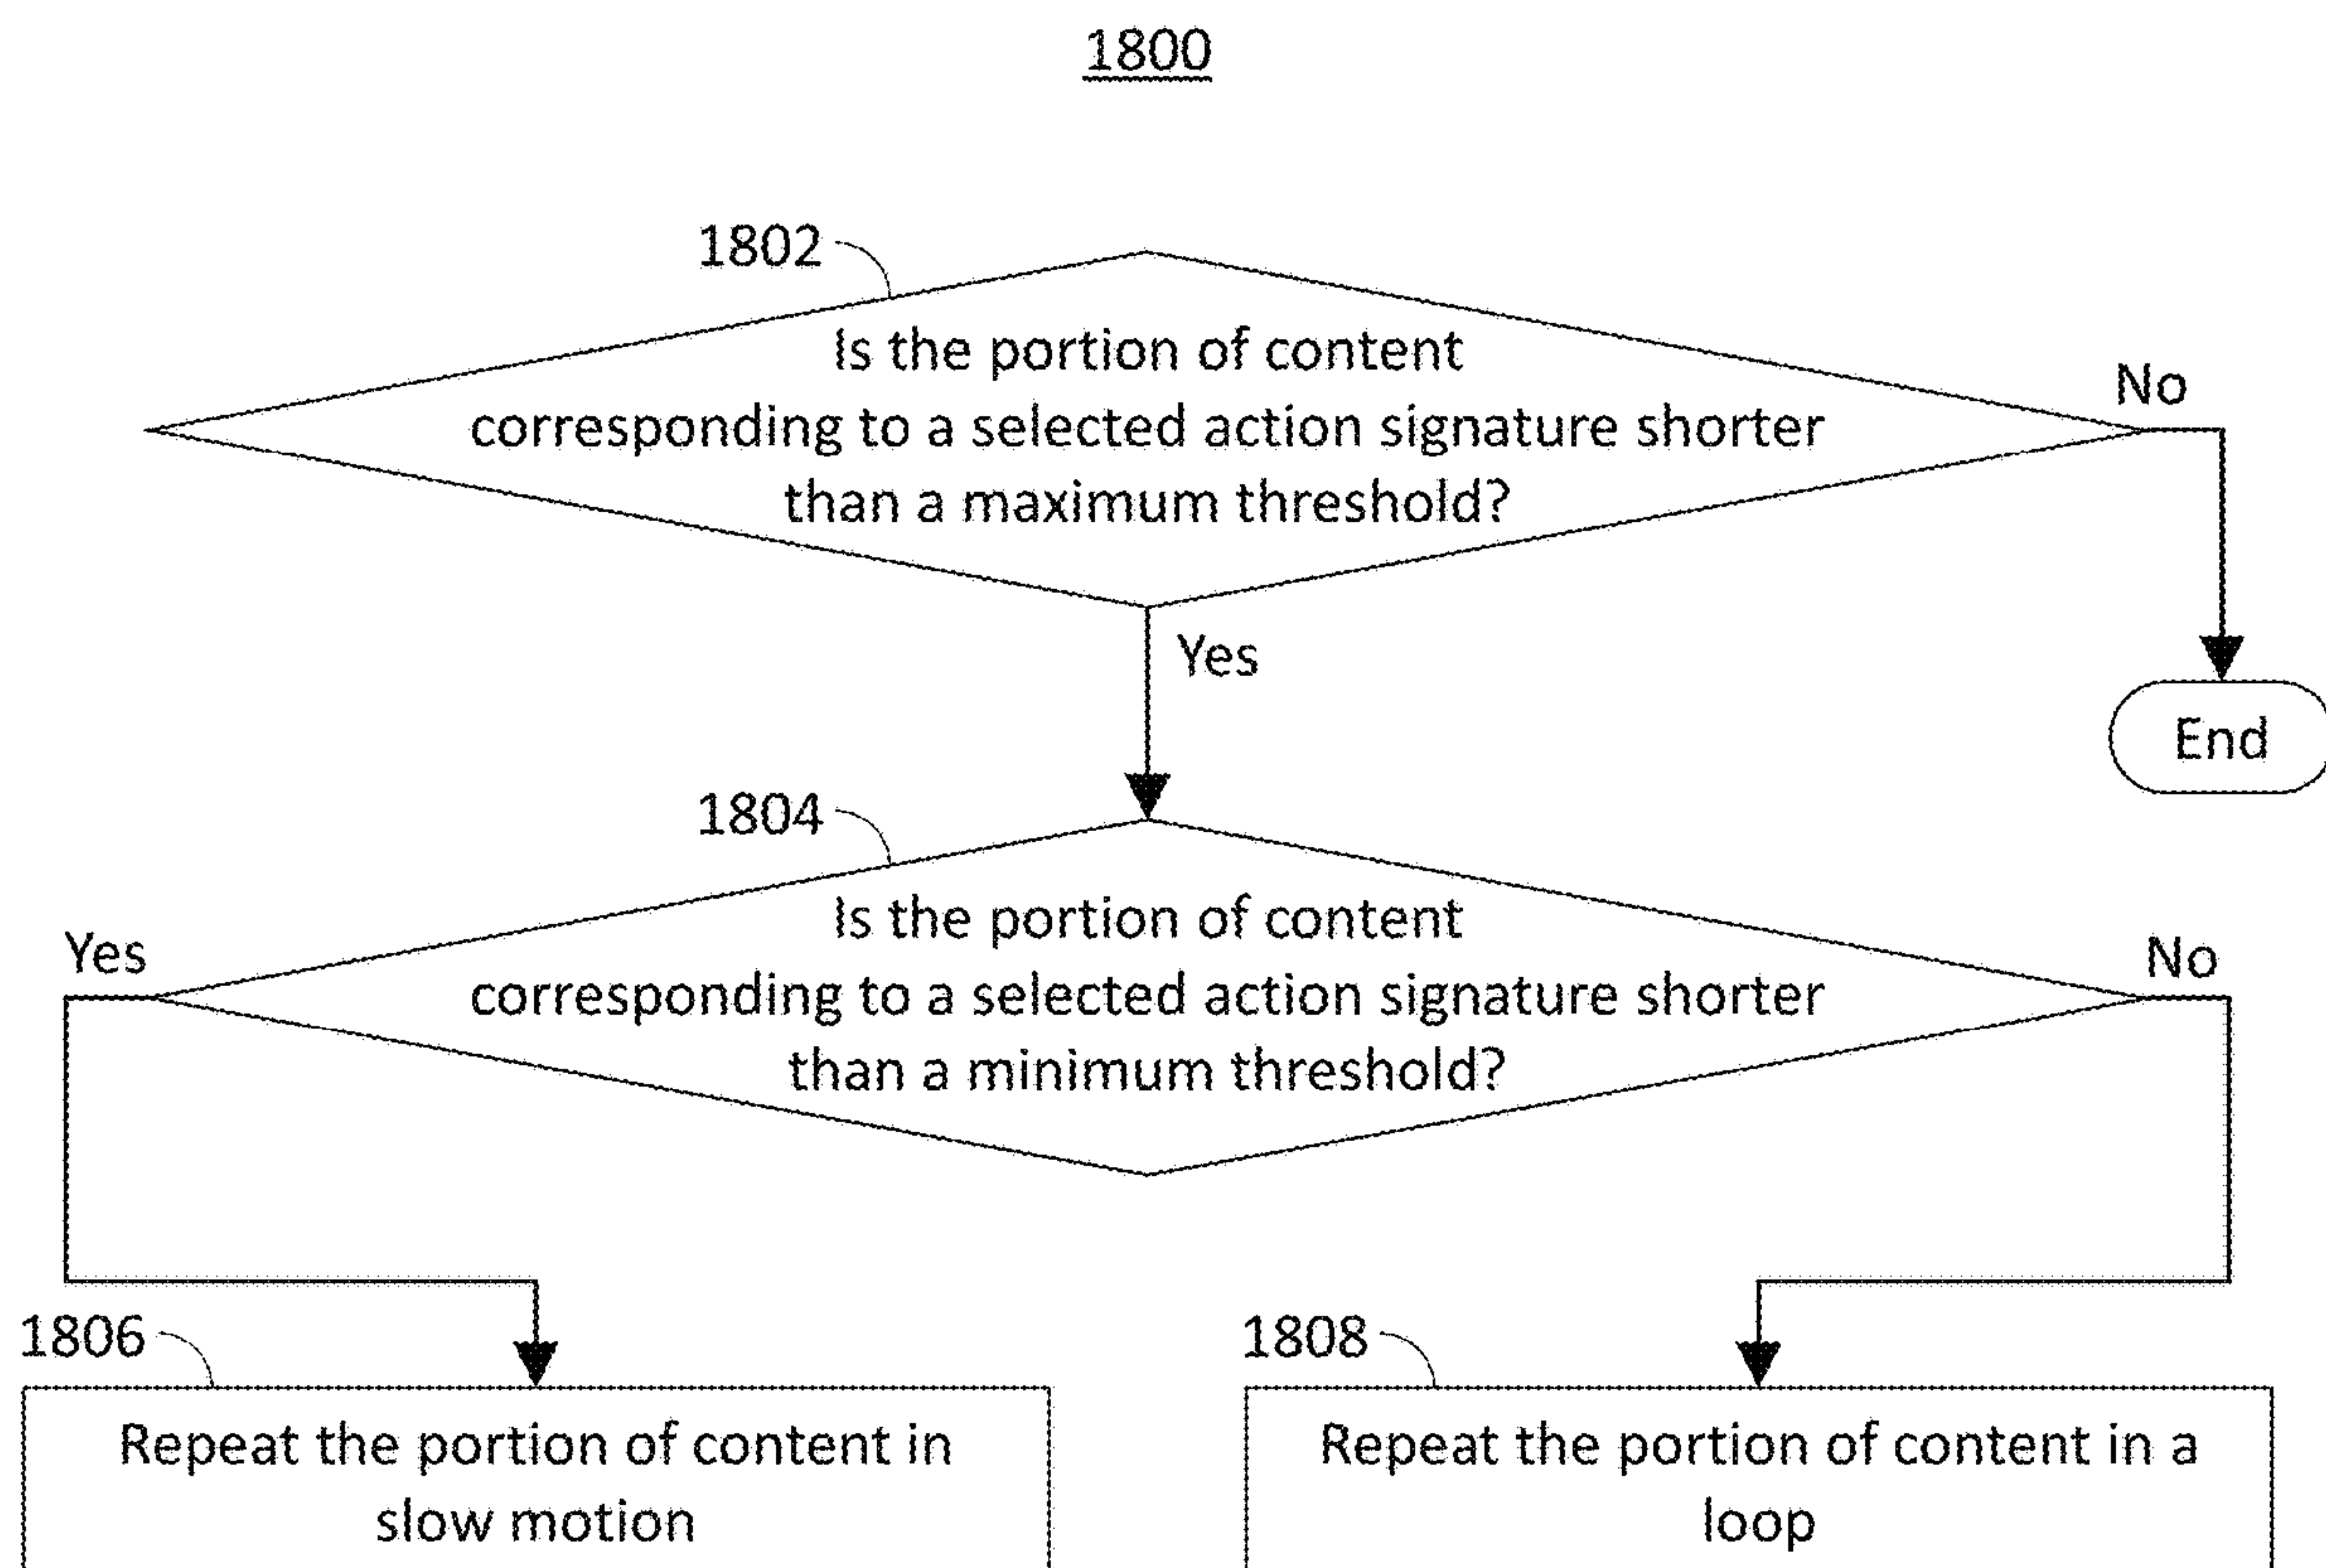 1800
1802
Is the portion of content
corresponding to a selected action signature shorter
than a maximum threshold?
No
Yes
End
1804
Is the portion of content
corresponding to a selected action signature shorter
than a minimum threshold?
Yes
No
1806
Repeat the portion of content in
slow motion
1808
Repeat the portion of content in a
loop